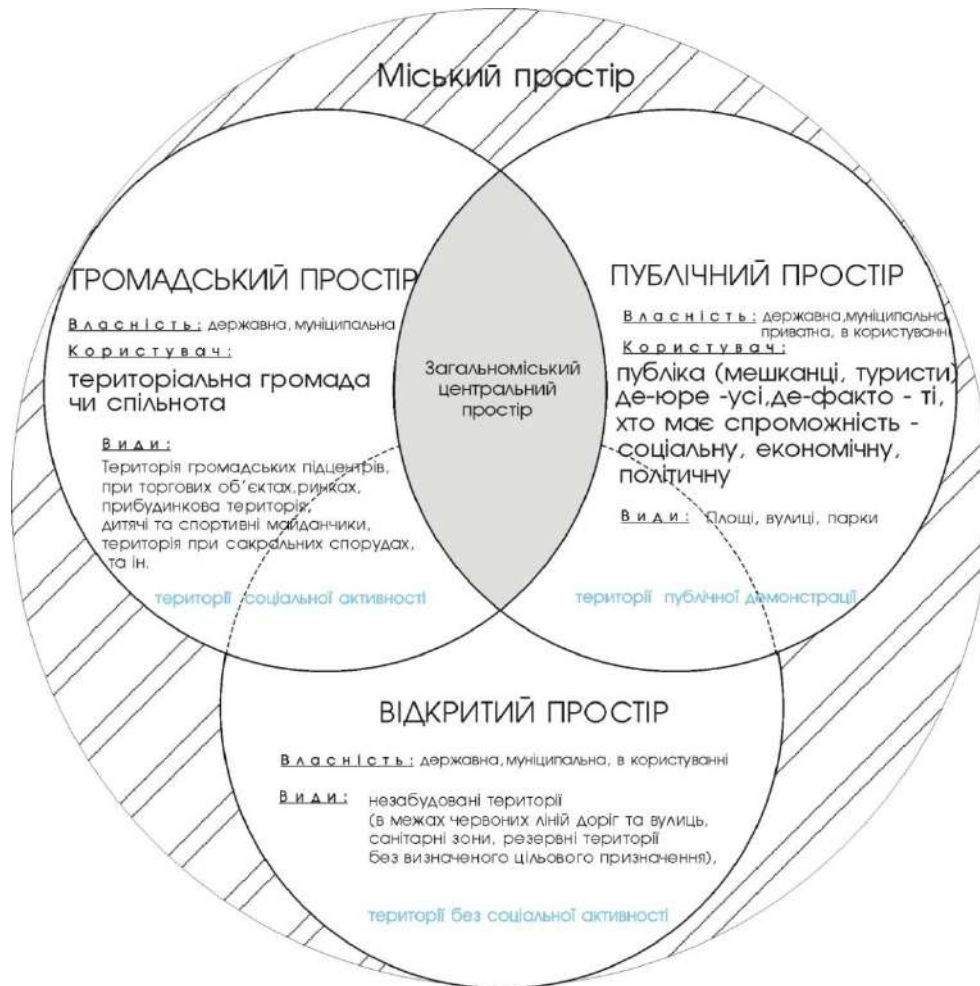 Міський простір
ГРОМАДСЬКИЙ ПРОСТІР
Власність: державна, муніципальна
Користувач:
територіальна громада
чи спільнота
Види:
Територія громадських підцентрів,
при торгових об'єктах,ринках,
прибудинкова територія,
дитячі та спортивні майданчики,
територія при сакральних спорудах,
та ін.
території соціальної активності
Загальноміський
центральний
простір
ПУБЛІЧНИЙ ПРОСТІР
Власність: державна,муніципальна,
приватна, в користуванні
Користувач:
публіка (мешканці, туристи)
де-юре -усі,де-факто - ті,
хто має спроможність -
соціальну, економічну,
політичну
Види: Площі, вулиці, парки
території публічної демонстрації
ВІДКРИТИЙ ПРОСТІР
Власність: державна, муніципальна, в користуванні
Види: незабудовані території
(в межах червоних ліній доріг та вулиць,
санітарні зони, резервні території
без визначеного цільового призначення),
території без соціальної активності